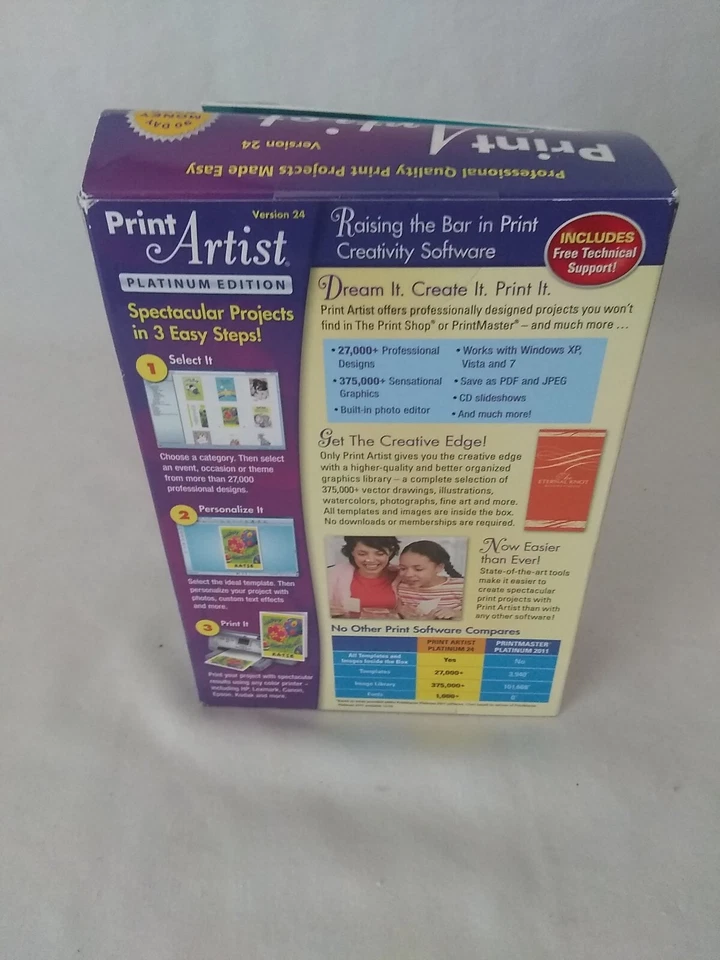 90 DAY
MONEY
Print Artist
Version 24
Professional Quality Print Projects Made Easy
Print
Artist®
Version 24
PLATINUM EDITION
Spectacular Projects
in 3 Easy Steps!
1 Select It
Choose a category. Then select
an event, occasion or theme
from more than 27,000
professional designs.
2 Personalize It
Select the ideal template. Then
personalize your project with
photos, custom text effects
and more.
3 Print It
Print your project with spectacular
results using any color printer –
including HP, Lexmark, Canon,
Epson, Kodak and more.
Raising the Bar in Print
Creativity Software
INCLUDES
Free Technical
Support!
Dream It. Create It. Print It.
Print Artist offers professionally designed projects you won't
find in The Print Shop® or PrintMaster® – and much more ...
• 27,000+ Professional
Designs
• 375,000+ Sensational
Graphics
• Built-in photo editor
• Works with Windows XP,
Vista and 7
• Save as PDF and JPEG
• CD slideshows
• And much more!
Get The Creative Edge!
Only Print Artist gives you the creative edge
with a higher-quality and better organized
graphics library – a complete selection of
375,000+ vector drawings, illustrations,
watercolors, photographs, fine art and more.
All templates and images are inside the box.
No downloads or memberships are required.
ETERNAL KNOT
Now Easier
than Ever!
State-of-the-art tools
make it easier to
create spectacular
print projects with
Print Artist than with
any other software!
No Other Print Software Compares
PRINT ARTIST PLATINUM 24 PRINTMASTER® PLATINUM 2011
All Templates and Images Inside the Box Yes No
Templates 27,000+
Image Library 375,000+
Fonts 1,000+ 0*